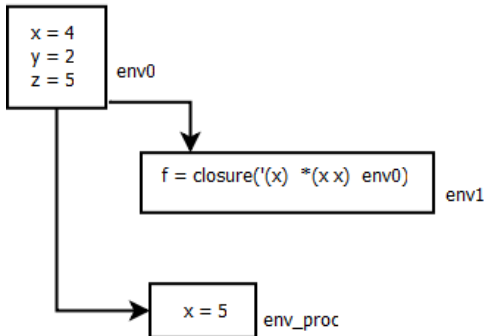 x = 4
y = 2
z = 5
env0
f = closure('(x) *(x x) env0)
env1
x = 5
env_proc